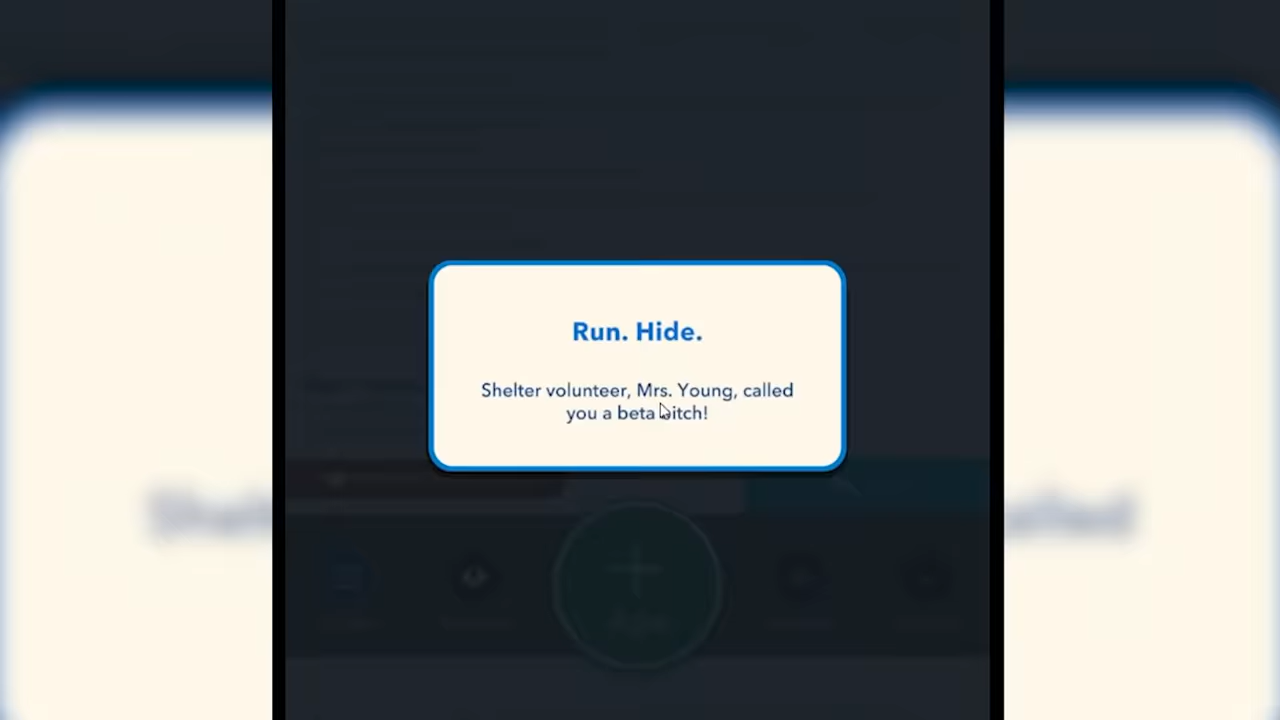 Run. Hide.
Shelter volunteer, Mrs. Young, called
you a beta bitch!